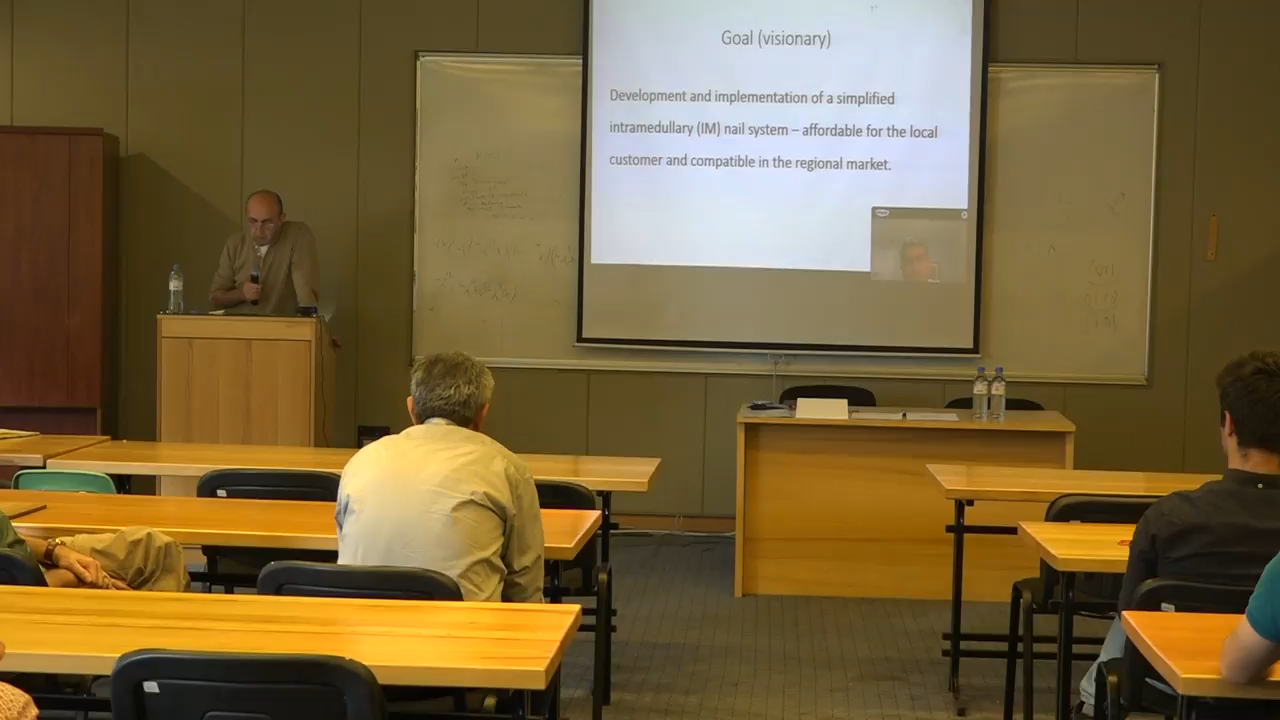 Goal (visionary)
Development and implementation of a simplified
intramedullary (IM) nail system – affordable for the local
customer and compatible in the regional market.